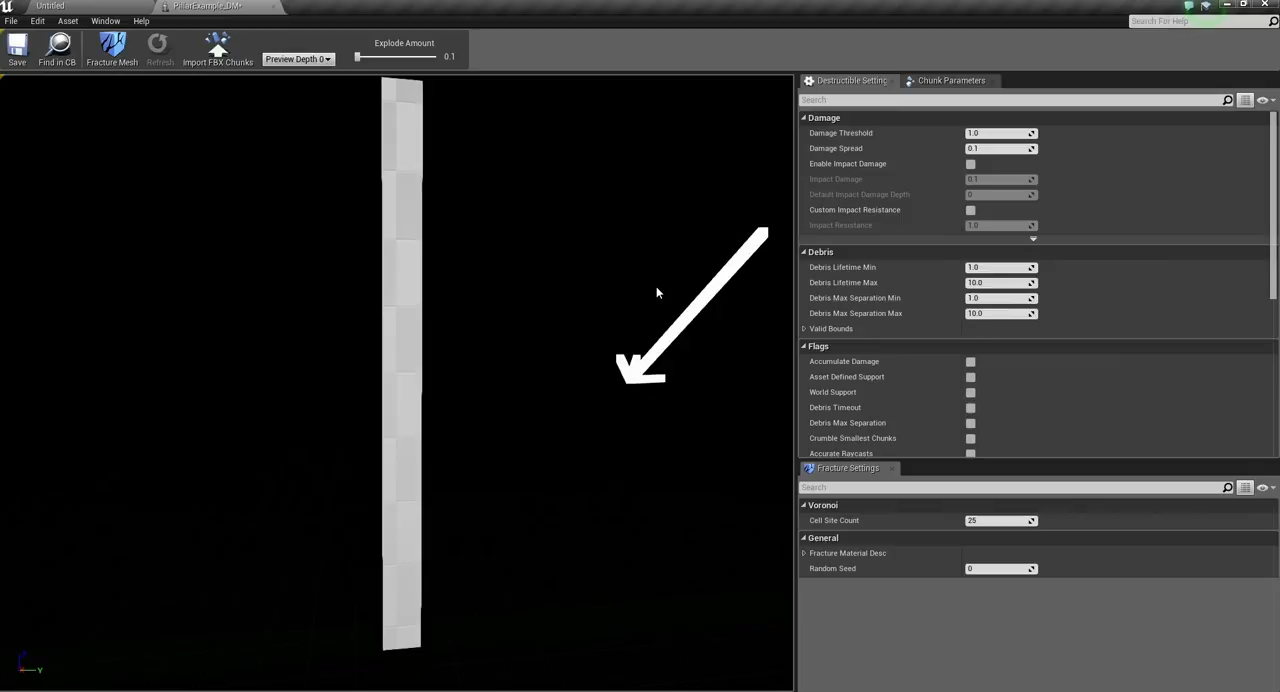 Untitled
PillarExample_DM*
File Edit Asset Window Help
Search For Help
Save
Find in CB
Fracture Mesh
Refresh
Import FBX Chunks
Preview Depth 0
Explode Amount
0.1
Destructible Setting
Chunk Parameters
Search
Damage
Damage Threshold 1.0
Damage Spread 0.1
Enable Impact Damage
Impact Damage 0.1
Default Impact Damage Depth 0
Custom Impact Resistance
Impact Resistance 1.0
Debris
Debris Lifetime Min 1.0
Debris Lifetime Max 10.0
Debris Max Separation Min 1.0
Debris Max Separation Max 10.0
Valid Bounds
Flags
Accumulate Damage
Asset Defined Support
World Support
Debris Timeout
Debris Max Separation
Crumble Smallest Chunks
Accurate Raycasts
Fracture Settings
Search
Voronoi
Cell Site Count 25
General
Fracture Material Desc
Random Seed 0
Y